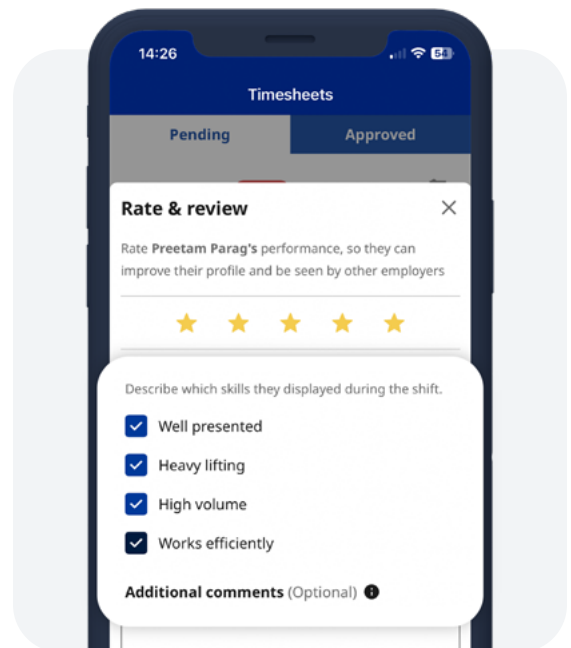 14:26
54
Timesheets
Pending
Approved
Rate & review
Rate Preetam Parag's performance, so they can
improve their profile and be seen by other employers
Describe which skills they displayed during the shift.
Well presented
Heavy lifting
High volume
Works efficiently
Additional comments (Optional)